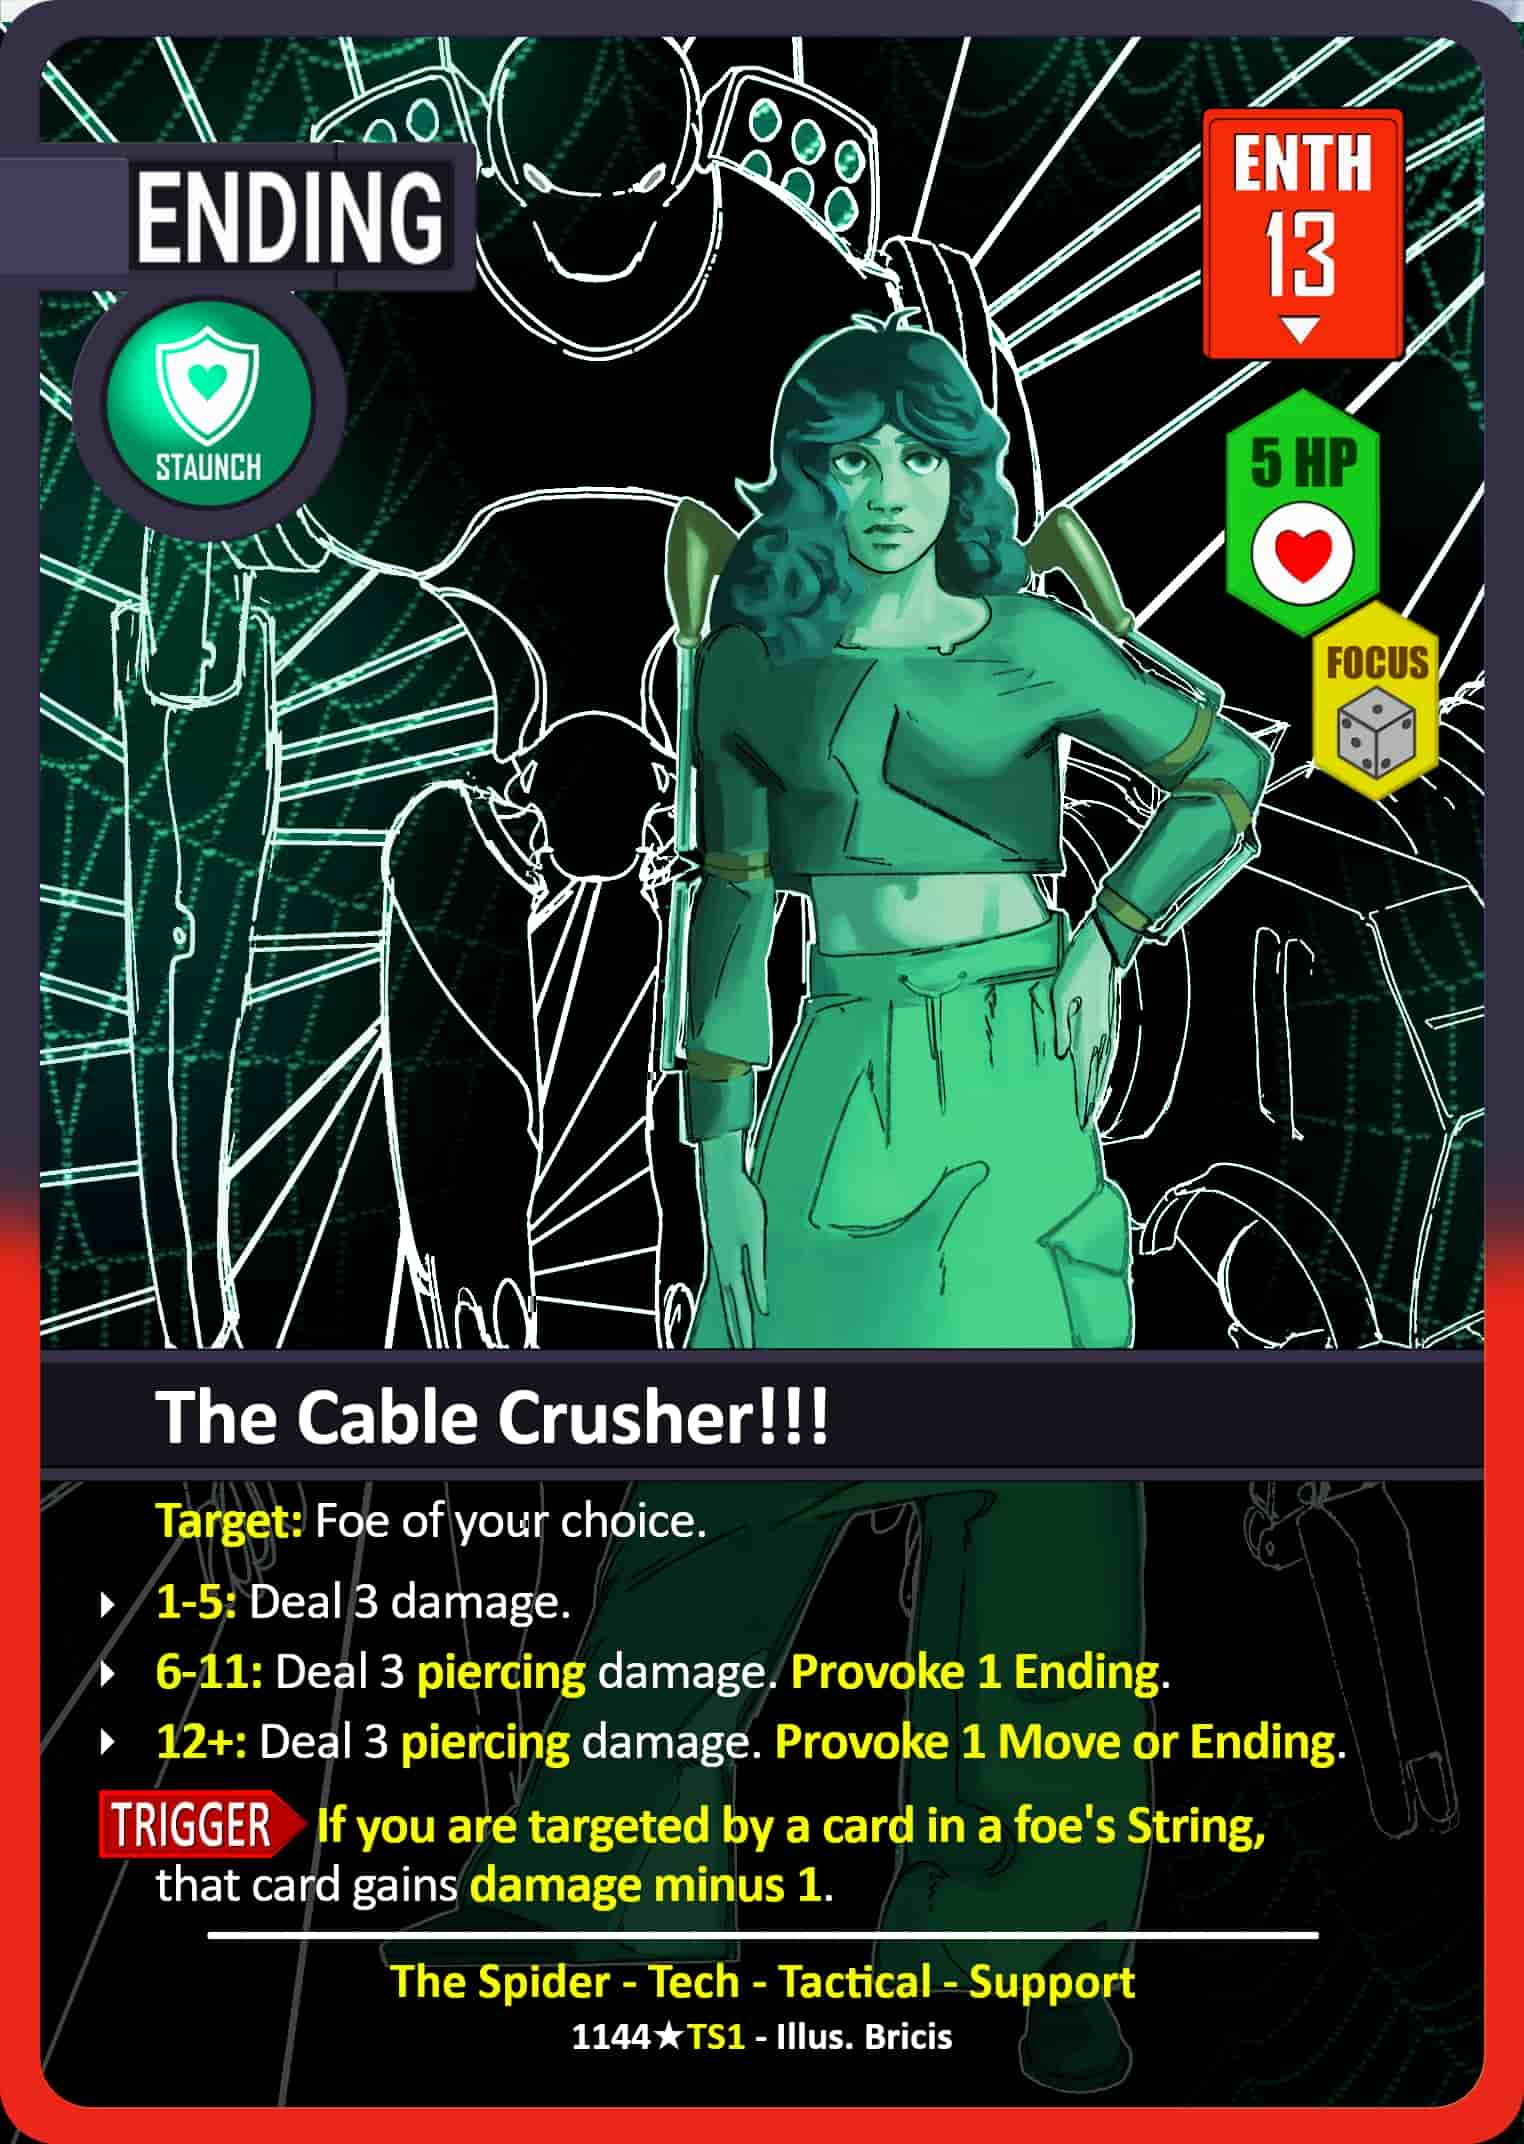 ENDING
STAUNCH
ENTH
13
5 HP
FOCUS
The Cable Crusher!!!
Target: Foe of your choice.
1-5: Deal 3 damage.
6-11: Deal 3 piercing damage. Provoke 1 Ending.
12+: Deal 3 piercing damage. Provoke 1 Move or Ending.
TRIGGER If you are targeted by a card in a foe's String,
that card gains damage minus 1.
The Spider - Tech - Tactical - Support
1144★TS1 - Illus. Bricis